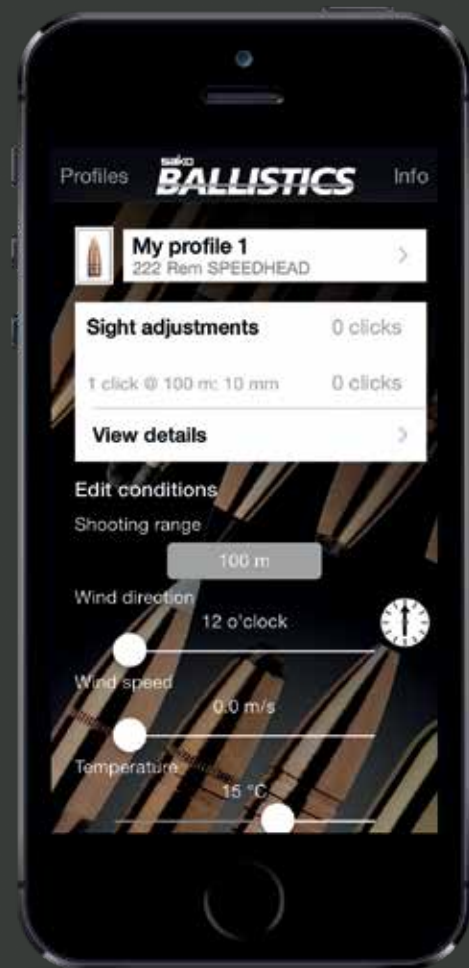 Profiles
sako
BALLISTICS
Info
My profile 1
222 Rem SPEEDHEAD
Sight adjustments 0 clicks
1 click @ 100 m: 10 mm 0 clicks
View details
Edit conditions
Shooting range
100 m
Wind direction
12 o'clock
Wind speed
0.0 m/s
Temperature
15 °C